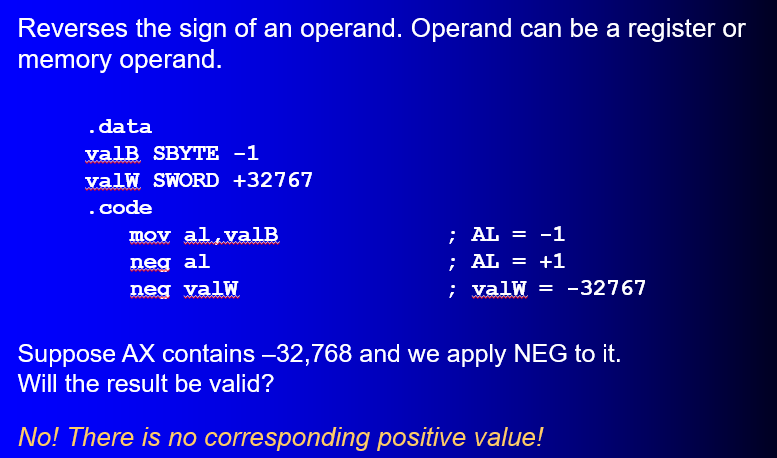 Reverses the sign of an operand. Operand can be a register or
memory operand.
.data
valB SBYTE -1
valW SWORD +32767
.code
mov al,valB ; AL = -1
neg al ; AL = +1
neg valW ; valW = -32767
Suppose AX contains –32,768 and we apply NEG to it.
Will the result be valid?
No! There is no corresponding positive value!